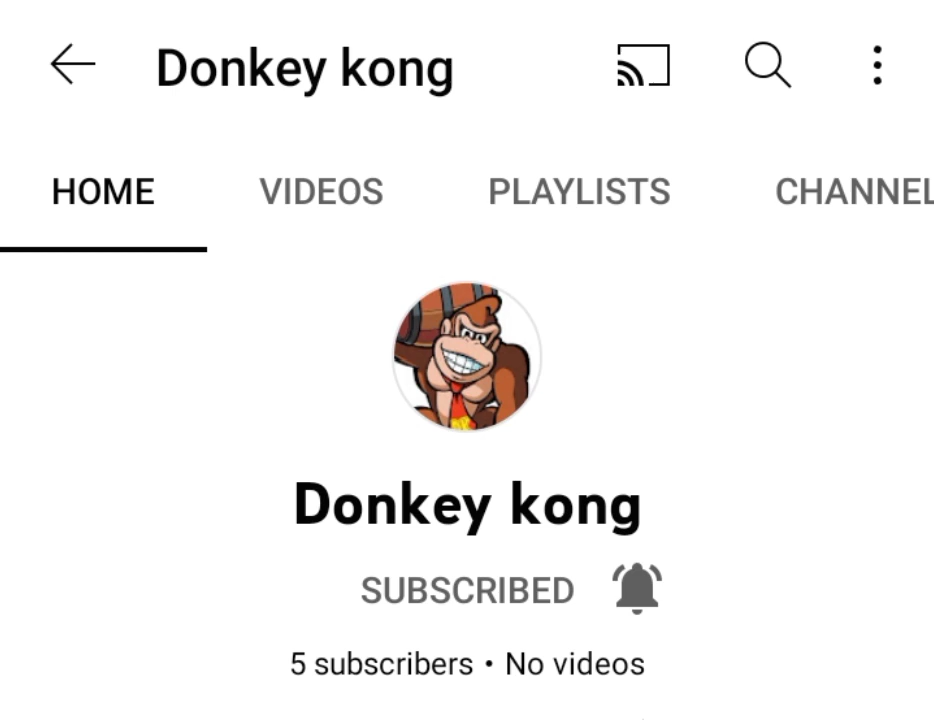 Donkey kong
HOME VIDEOS PLAYLISTS CHANNEL
Donkey kong
SUBSCRIBED
5 subscribers • No videos